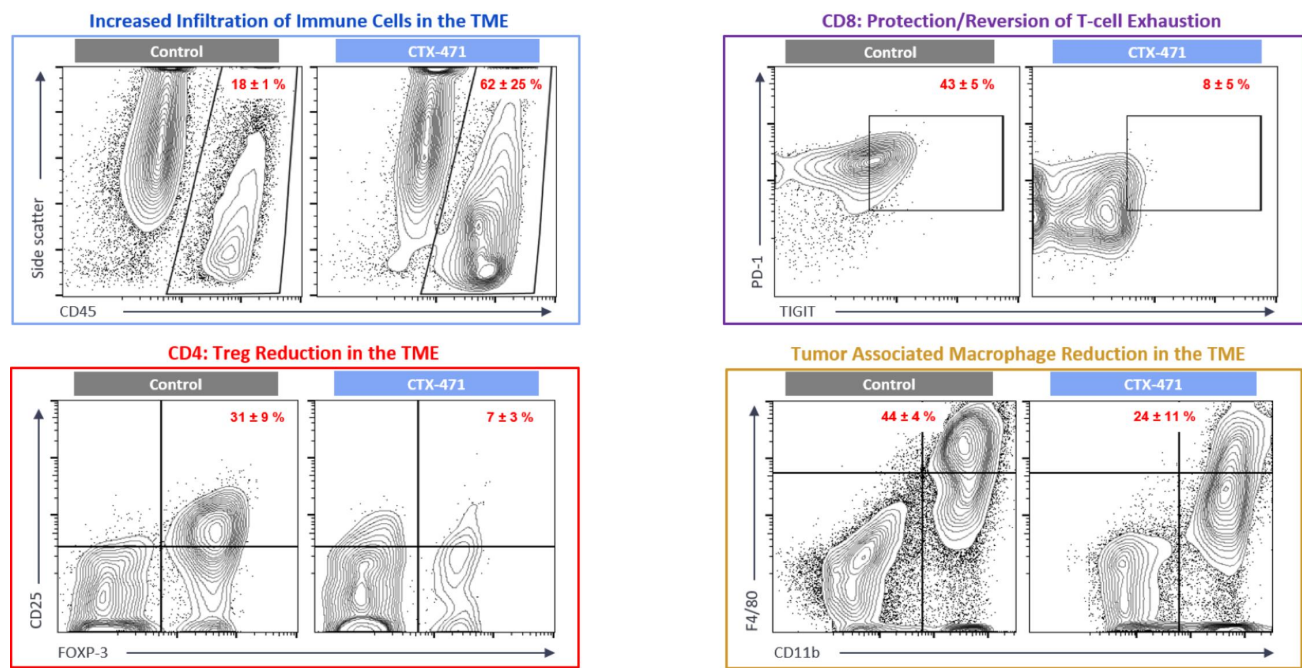 Increased Infiltration of Immune Cells in the TME
Control
CTX-471
18 ± 1 %
62 ± 25 %
Side scatter
CD45
CD8: Protection/Reversion of T-cell Exhaustion
Control
CTX-471
43 ± 5 %
8 ± 5 %
PD-1
TIGIT
CD4: Treg Reduction in the TME
Control
CTX-471
31 ± 9 %
7 ± 3 %
CD25
FOXP-3
Tumor Associated Macrophage Reduction in the TME
Control
CTX-471
44 ± 4 %
24 ± 11 %
F4/80
CD11b